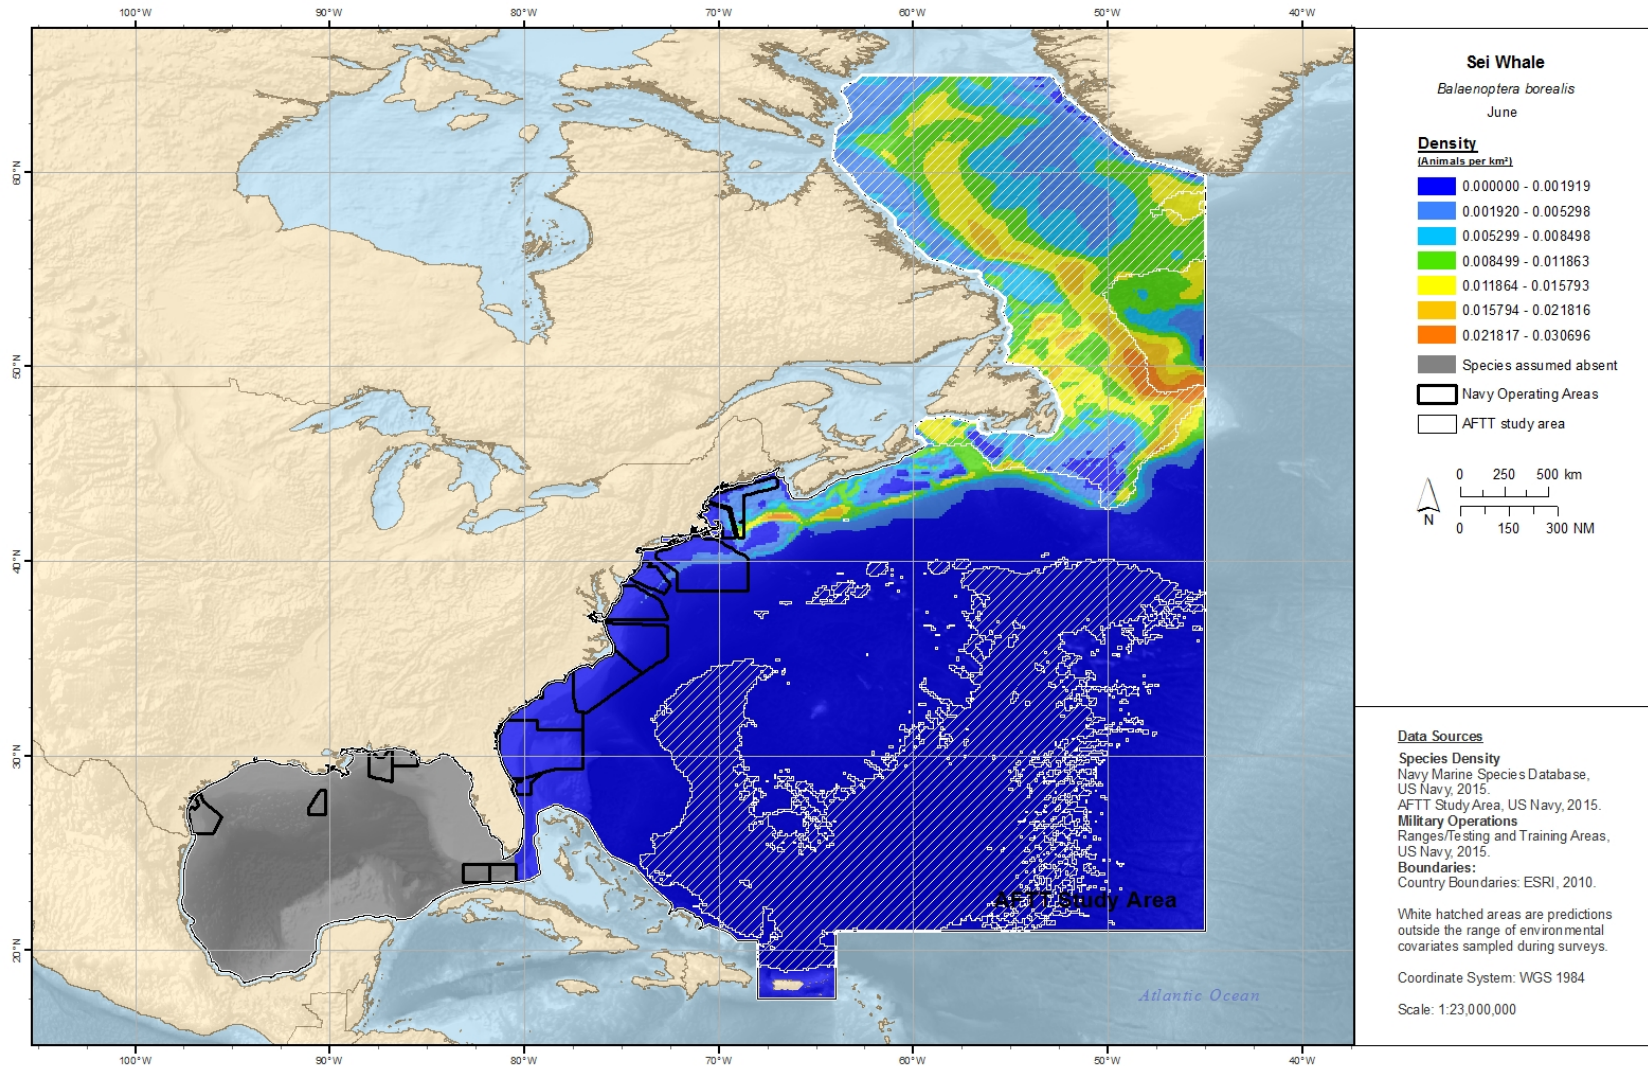 100°W 90°W 80°W 70°W 60°W 50°W 40°W
60°N
50°N
40°N
30°N
20°N
AFTT Study Area
Atlantic Ocean
100°W 90°W 80°W 70°W 60°W 50°W 40°W
Sei Whale
Balaenoptera borealis
June
Density
(Animals per km²)
0.000000 - 0.001919
0.001920 - 0.005298
0.005299 - 0.008498
0.008499 - 0.011863
0.011864 - 0.015793
0.015794 - 0.021816
0.021817 - 0.030696
Species assumed absent
Navy Operating Areas
AFTT study area
0 250 500 km
N
0 150 300 NM
Data Sources
Species Density
Navy Marine Species Database,
US Navy, 2015.
AFTT Study Area, US Navy, 2015.
Military Operations
Ranges/Testing and Training Areas,
US Navy, 2015.
Boundaries:
Country Boundaries: ESRI, 2010.
White hatched areas are predictions
outside the range of environmental
covariates sampled during surveys.
Coordinate System: WGS 1984
Scale: 1:23,000,000